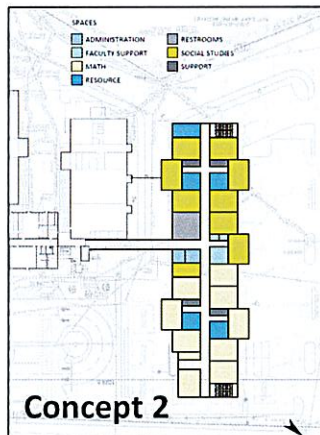 SPACES
ADMINISTRATION
FACULTY SUPPORT
MATH
RESOURCE
RESTROOMS
SOCIAL STUDIES
SUPPORT
Concept 2